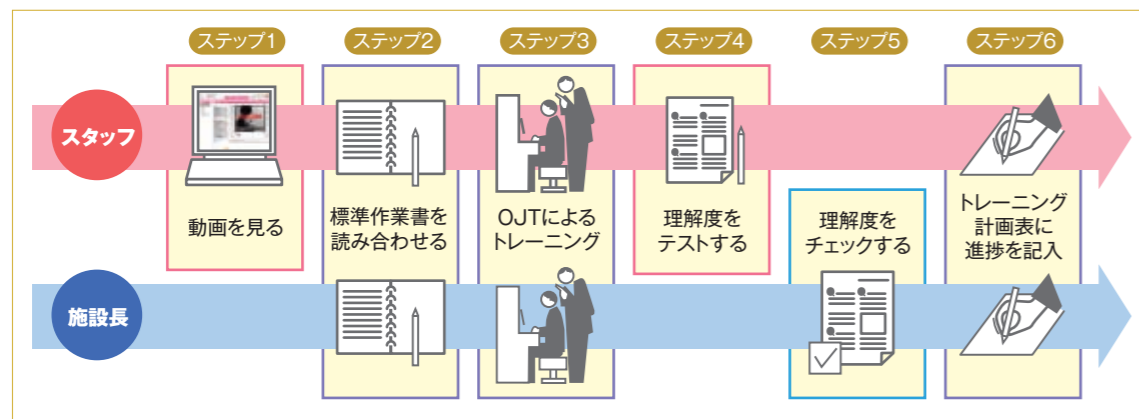 ステップ1
ステップ2
ステップ3
ステップ4
ステップ5
ステップ6
スタッフ
動画を見る
標準作業書を
読み合わせる
OJTによる
トレーニング
理解度を
テストする
理解度を
チェックする
トレーニング
計画表に
進捗を記入
施設長